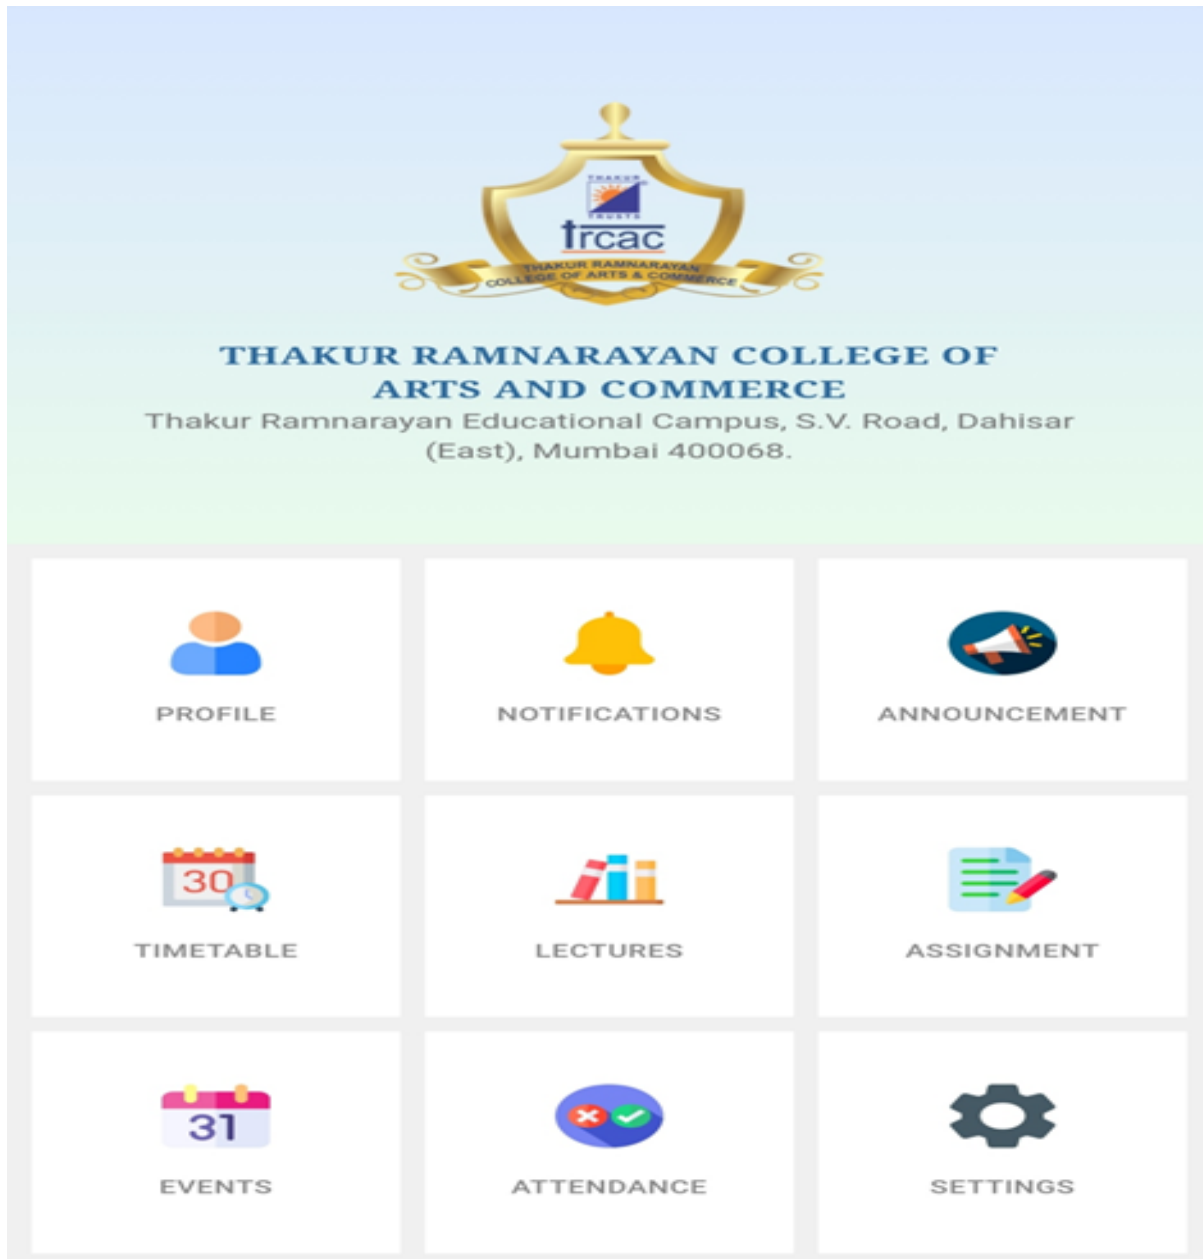 THAKUR
TRUSTS
trcac
THAKUR RAMNARAYAN
COLLEGE OF ARTS & COMMERCE
THAKUR RAMNARAYAN COLLEGE OF
ARTS AND COMMERCE
Thakur Ramnarayan Educational Campus, S.V. Road, Dahisar
(East), Mumbai 400068.
PROFILE
NOTIFICATIONS
ANNOUNCEMENT
30
TIMETABLE
LECTURES
ASSIGNMENT
31
EVENTS
ATTENDANCE
SETTINGS